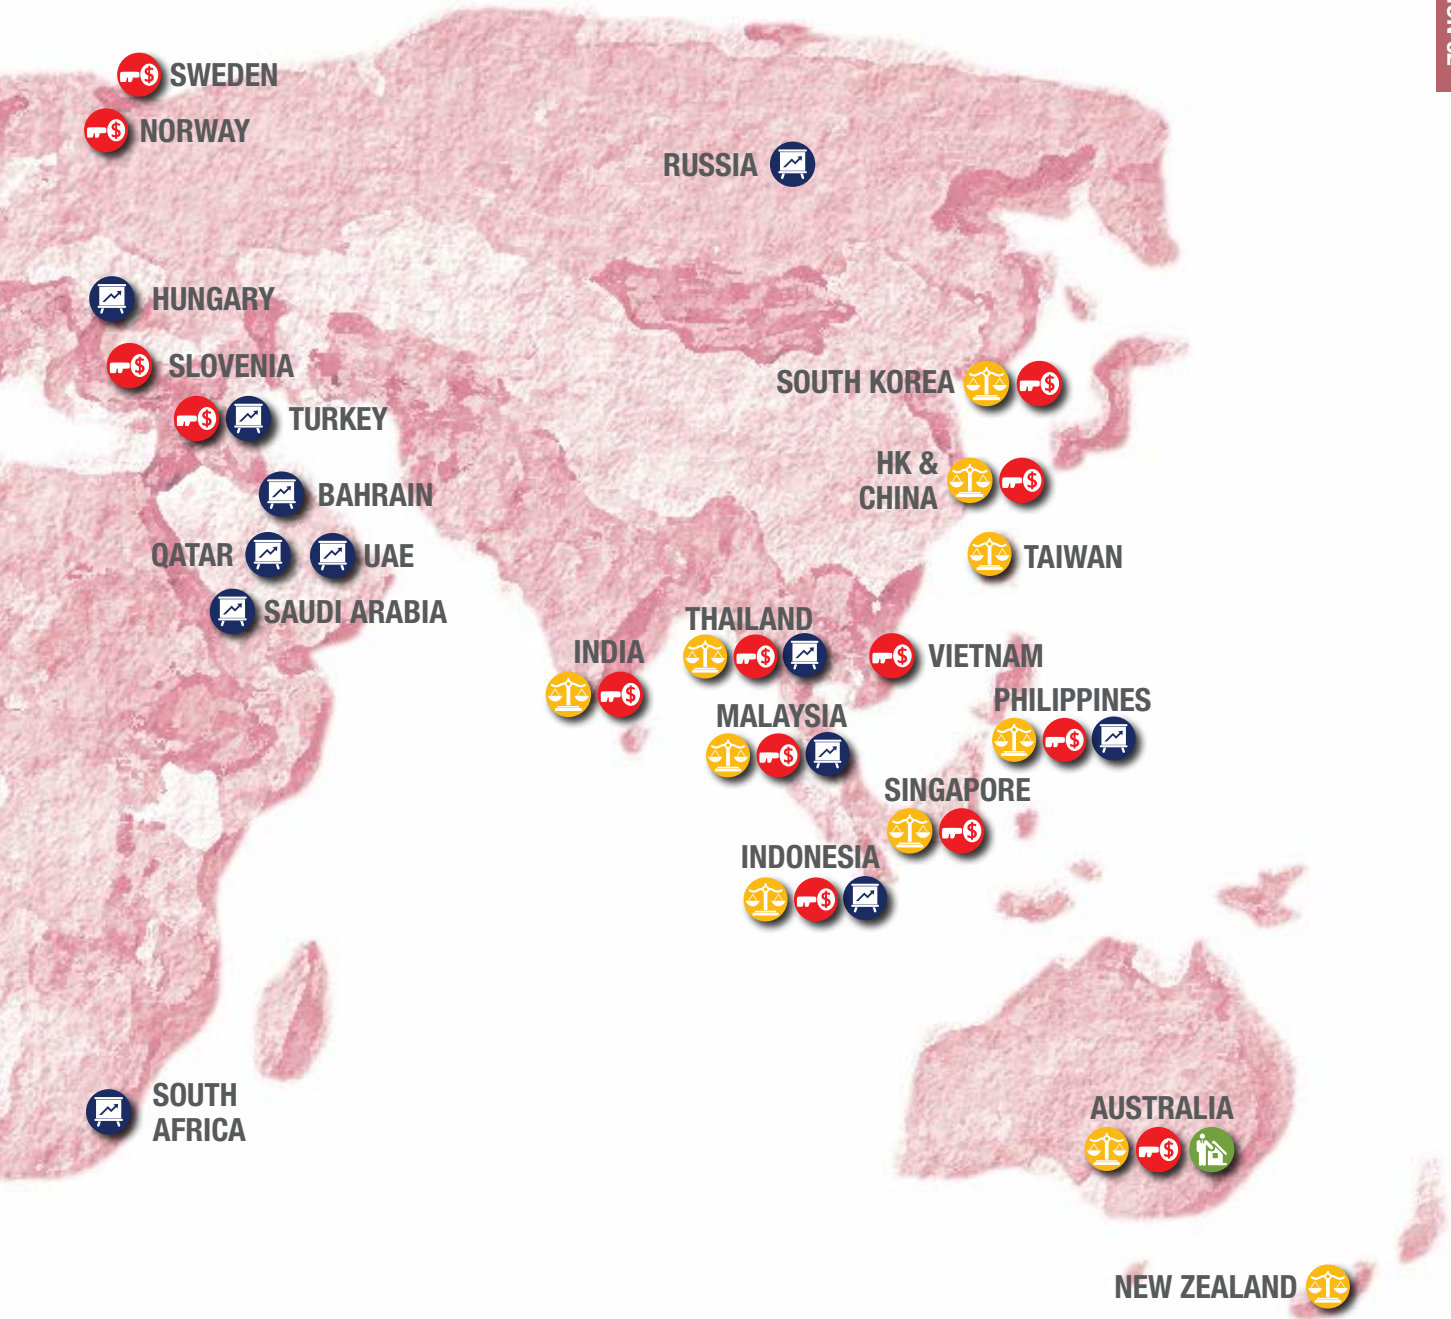 SWEDEN
NORWAY
RUSSIA
HUNGARY
SLOVENIA
SOUTH KOREA
TURKEY
HK &
CHINA
BAHRAIN
QATAR
UAE
TAIWAN
SAUDI ARABIA
THAILAND
INDIA
VIETNAM
PHILIPPINES
MALAYSIA
SINGAPORE
INDONESIA
SOUTH
AFRICA
AUSTRALIA
NEW ZEALAND